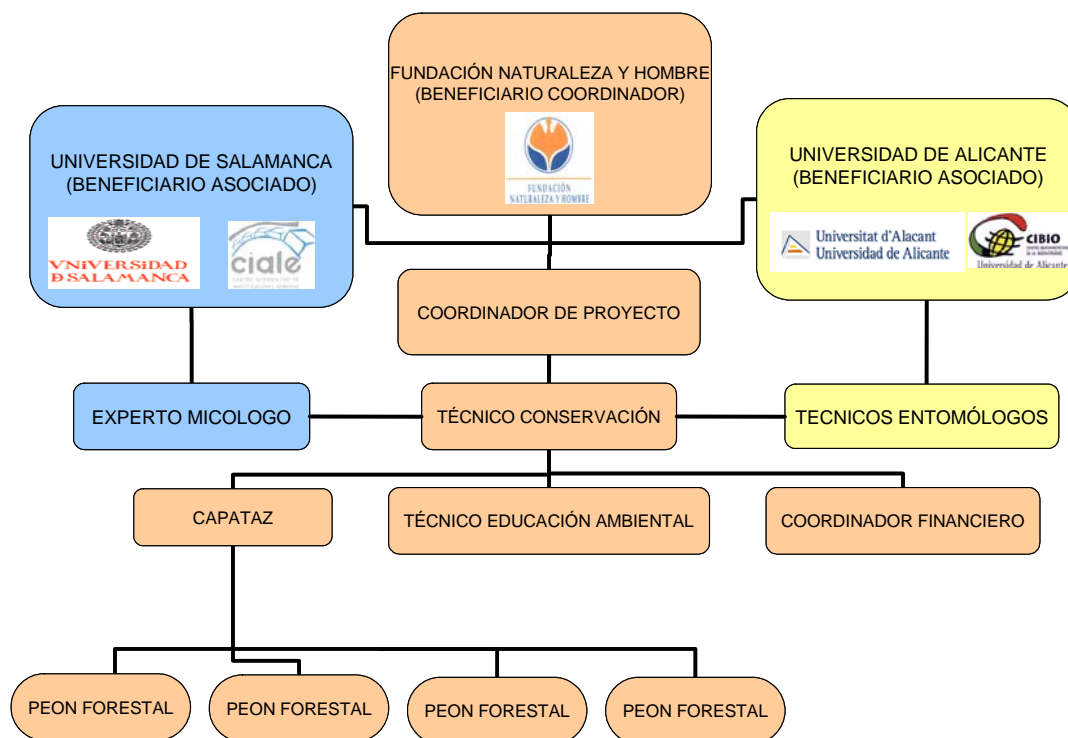 FUNDACIÓN NATURALEZA Y HOMBRE
(BENEFICIARIO COORDINADOR)
FUNDACIÓN
NATURALEZA Y HOMBRE
UNIVERSIDAD DE SALAMANCA
(BENEFICIARIO ASOCIADO)
VNiVERSiDAD
D SALAMANCA
ciale
UNIVERSIDAD DE ALICANTE
(BENEFICIARIO ASOCIADO)
Universitat d'Alacant
Universidad de Alicante
CIBIO
Universidad de Alicante
COORDINADOR DE PROYECTO
EXPERTO MICOLOGO
TÉCNICO CONSERVACIÓN
TECNICOS ENTOMÓLOGOS
CAPATAZ
TÉCNICO EDUCACIÓN AMBIENTAL
COORDINADOR FINANCIERO
PEON FORESTAL
PEON FORESTAL
PEON FORESTAL
PEON FORESTAL